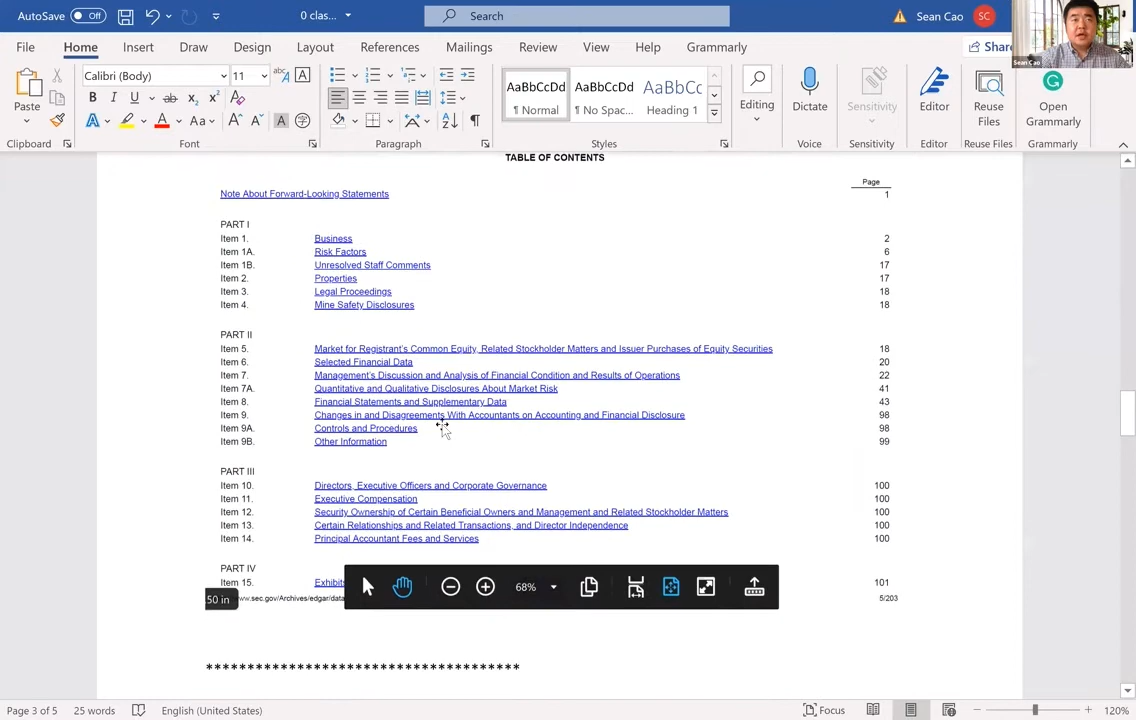 AutoSave Off 0 clas... Search Sean Cao SC
File Home Insert Draw Design Layout References Mailings Review View Help Grammarly Share
Sean Cao
Calibri (Body) 11 AaBbCcDd AaBbCcDd AaBbCc
¶ Normal ¶ No Spac... Heading 1
Paste Editing Dictate Sensitivity Editor Reuse Files Open Grammarly
Clipboard Font Paragraph Styles Voice Sensitivity Editor Reuse Files Grammarly
TABLE OF CONTENTS
Page
Note About Forward-Looking Statements 1
PART I
Item 1. Business 2
Item 1A. Risk Factors 6
Item 1B. Unresolved Staff Comments 17
Item 2. Properties 17
Item 3. Legal Proceedings 18
Item 4. Mine Safety Disclosures 18
PART II
Item 5. Market for Registrant's Common Equity, Related Stockholder Matters and Issuer Purchases of Equity Securities 18
Item 6. Selected Financial Data 20
Item 7. Management's Discussion and Analysis of Financial Condition and Results of Operations 22
Item 7A. Quantitative and Qualitative Disclosures About Market Risk 41
Item 8. Financial Statements and Supplementary Data 43
Item 9. Changes in and Disagreements With Accountants on Accounting and Financial Disclosure 98
Item 9A. Controls and Procedures 98
Item 9B. Other Information 99
PART III
Item 10. Directors, Executive Officers and Corporate Governance 100
Item 11. Executive Compensation 100
Item 12. Security Ownership of Certain Beneficial Owners and Management and Related Stockholder Matters 100
Item 13. Certain Relationships and Related Transactions, and Director Independence 100
Item 14. Principal Accountant Fees and Services 100
PART IV
Item 15. Exhibits 101
68%
50 in ww.sec.gov/Archives/edgar/data 5/203
**************************************
Page 3 of 5 25 words English (United States) Focus 120%